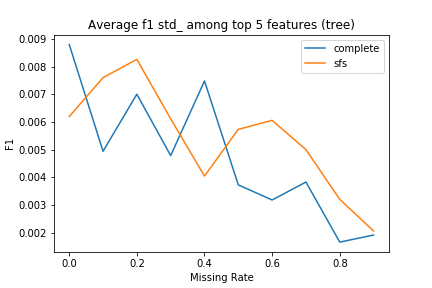 Average f1 std_ among top 5 features (tree)
complete
sfs
0.009
0.008
0.007
0.006
0.005
0.004
0.003
0.002
F1
0.0 0.2 0.4 0.6 0.8
Missing Rate